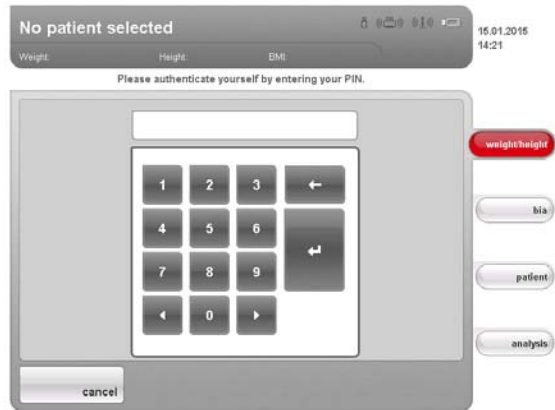 No patient selected
15.01.2015
14:21
Weight: Height: BMI:
Please authenticate yourself by entering your PIN.
weight/height
1 2 3
4 5 6
bia
7 8 9
patient
0
analysis
cancel